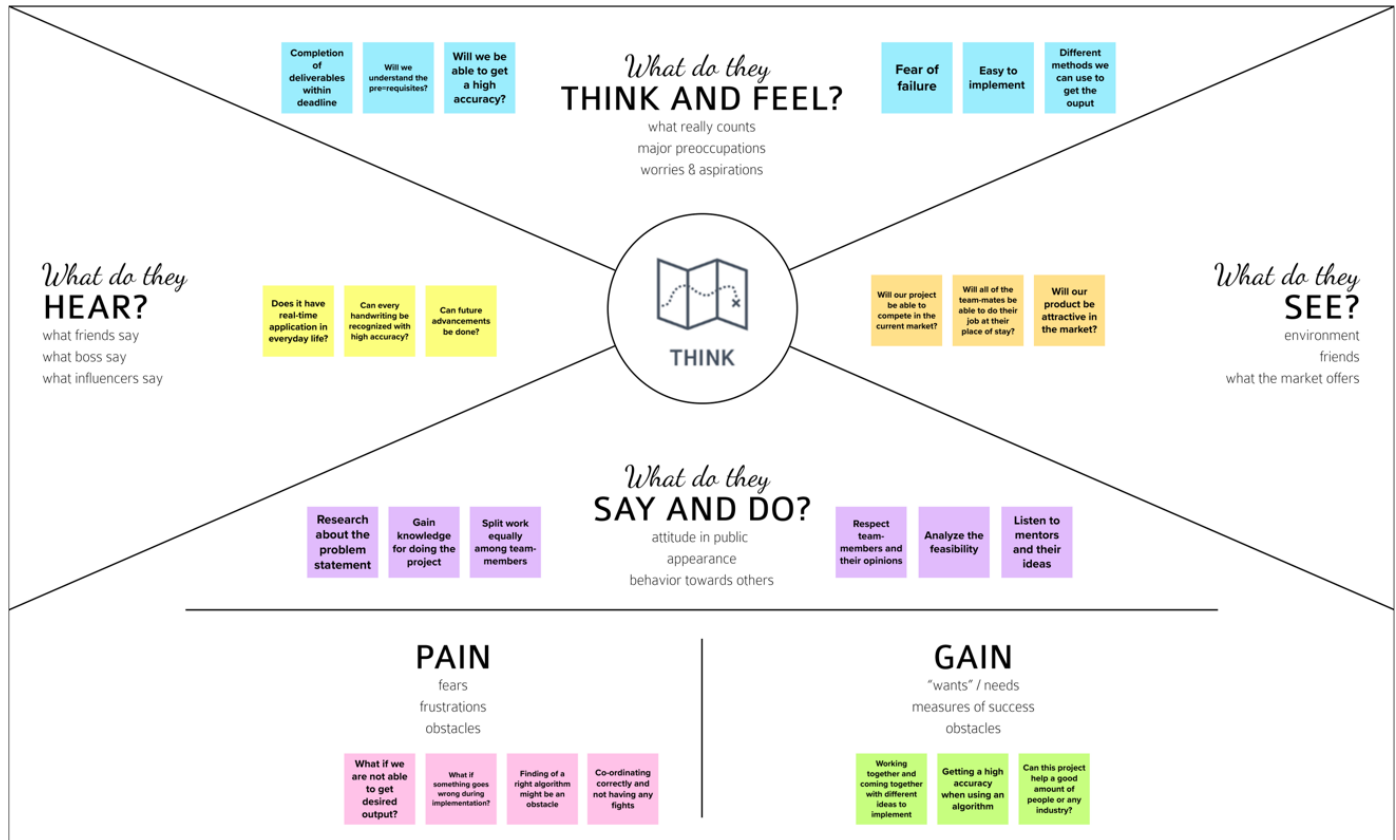 Completion
of
deliverables
within
deadline
Will we
understand the
pre=requisites?
Will we be
able to get
a high
accuracy?
What do they
THINK AND FEEL?
what really counts
major preoccupations
worries & aspirations
Fear of
failure
Easy to
implement
Different
methods we
can use to
get the
ouput
What do they
HEAR?
what friends say
what boss say
what influencers say
Does it have
real-time
application in
everyday life?
Can every
handwriting be
recognized with
high accuracy?
Can future
advancements
be done?
THINK
Will our project
be able to
compete in the
current market?
Will all of the
team-mates be
able to do their
job at their
place of stay?
Will our
product be
attractive in
the market?
What do they
SEE?
environment
friends
what the market offers
What do they
SAY AND DO?
attitude in public
appearance
behavior towards others
Research
about the
problem
statement
Gain
knowledge
for doing the
project
Split work
equally
among team-
members
Respect
team-
members and
their opinions
Analyze the
feasibility
Listen to
mentors
and their
ideas
PAIN
fears
frustrations
obstacles
What if we
are not able
to get
desired
output?
What if
something goes
wrong during
implementation?
Finding of a
right algorithm
might be an
obstacle
Co-ordinating
correctly and
not having any
fights
GAIN
“wants” / needs
measures of success
obstacles
Working
together and
coming together
with different
ideas to
implement
Getting a high
accuracy
when using an
algorithm
Can this project
help a good
amount of
people or any
industry?